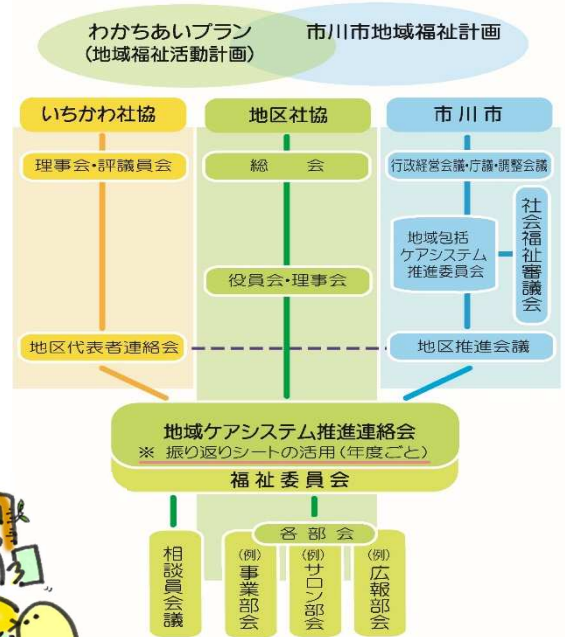 わかちあいプラン
(地域福祉活動計画)
市川市地域福祉計画
いちかわ社協
地区社協
市川市
理事会・評議員会
総　会
行政経営会議・庁議・調整会議
地域包括
ケアシステム
推進委員会
社会福祉審議会
役員会・理事会
地区代表者連絡会
地区推進会議
地域ケアシステム推進連絡会
※ 振り返りシートの活用(年度ごと)
福祉委員会
各部会
相談員会議
(例)
事業部会
(例)
サロン部会
(例)
広報部会